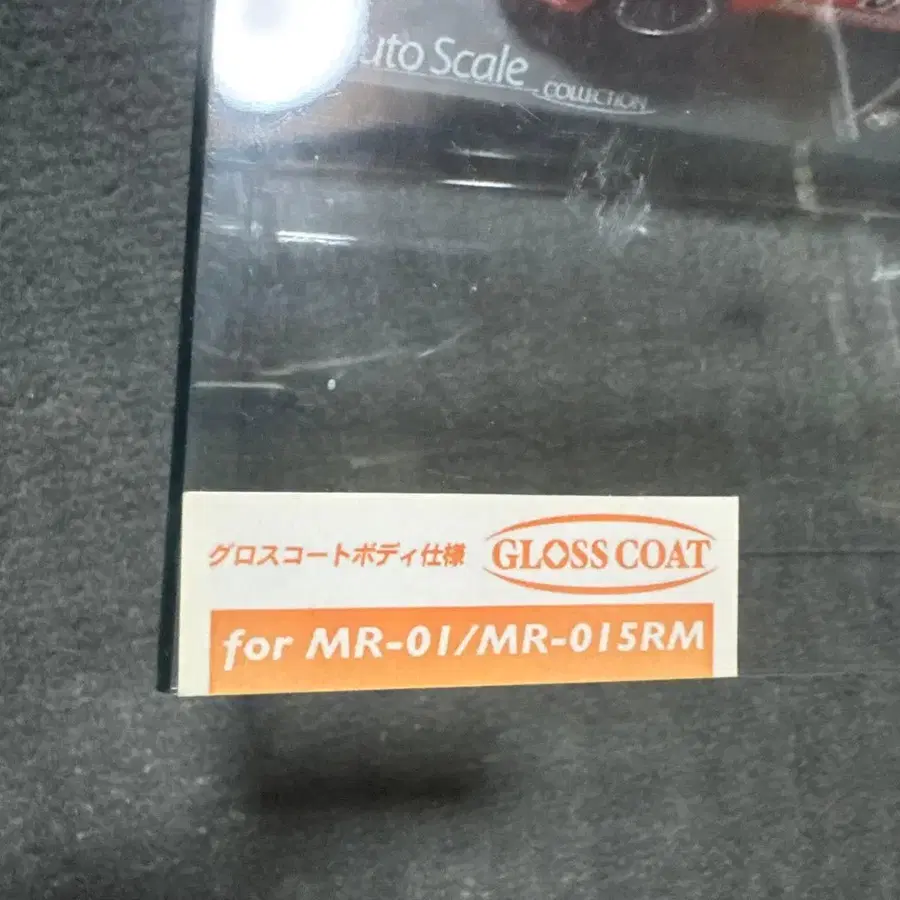 uto Scale
COLLECTION
グロスコートボディ仕様
GLOSS COAT
for MR-01/MR-015RM